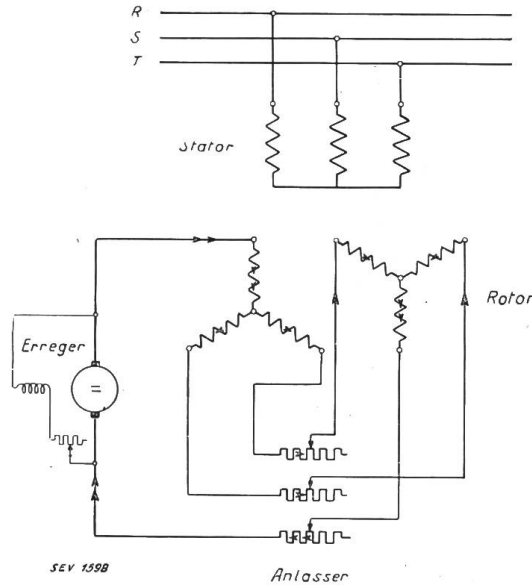 R
S
T
Stator
Rotor
Erreger
=
SEV 1598
Anlasser